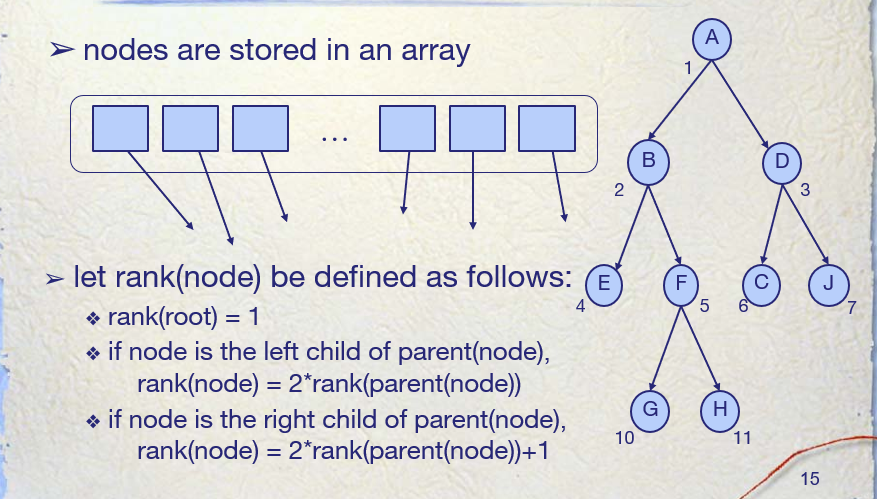 ➢ nodes are stored in an array
…
➢ let rank(node) be defined as follows:
❖ rank(root) = 1
❖ if node is the left child of parent(node),
rank(node) = 2*rank(parent(node))
❖ if node is the right child of parent(node),
rank(node) = 2*rank(parent(node))+1
A
1
B
D
2
3
E
F
C
J
4
5
6
7
G
H
10
11
15